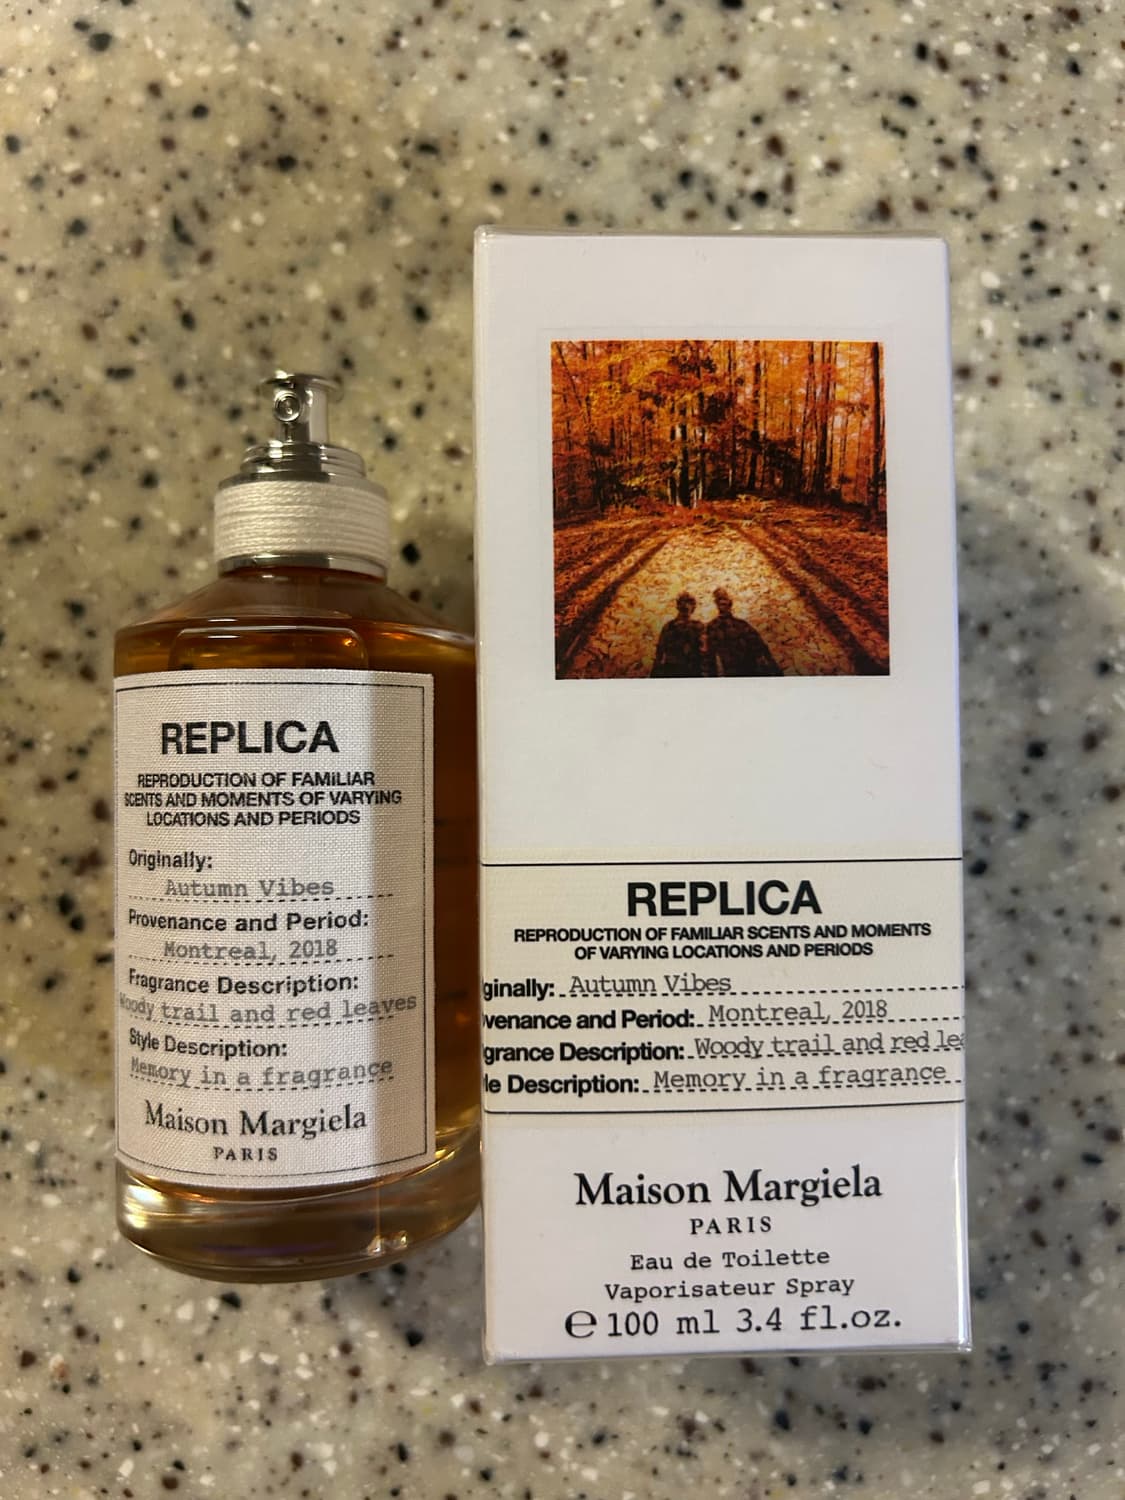 REPLICA
REPRODUCTION OF FAMILIAR
SCENTS AND MOMENTS OF VARYING
LOCATIONS AND PERIODS
Originally:
Autumn Vibes
Provenance and Period:
Montreal, 2018
Fragrance Description:
Woody trail and red leaves
Style Description:
Memory in a fragrance
Maison Margiela
PARIS
REPLICA
REPRODUCTION OF FAMILIAR SCENTS AND MOMENTS
OF VARYING LOCATIONS AND PERIODS
ginally: Autumn Vibes
venance and Period: Montreal, 2018
grance Description: Woody trail and red lea
le Description: Memory in a fragrance
Maison Margiela
PARIS
Eau de Toilette
Vaporisateur Spray
℮ 100 ml 3.4 fl.oz.